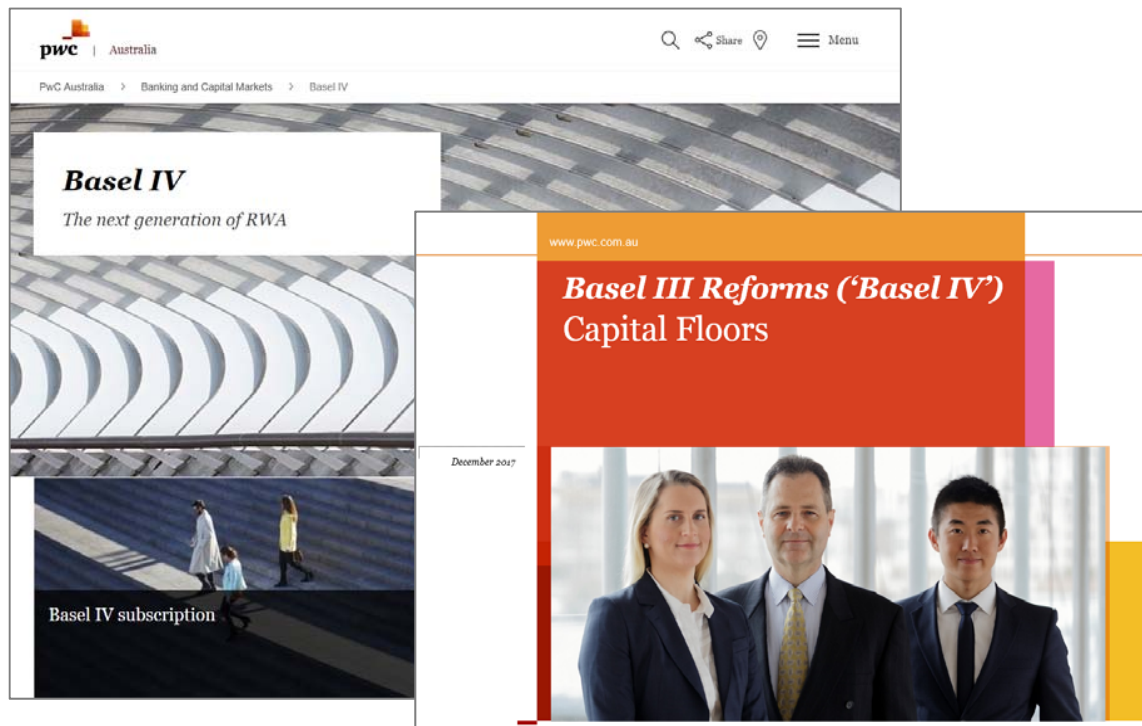 pwc | Australia
Share
Menu
PwC Australia > Banking and Capital Markets > Basel IV
Basel IV
The next generation of RWA
Basel IV subscription
www.pwc.com.au
Basel III Reforms (‘Basel IV’)
Capital Floors
December 2017